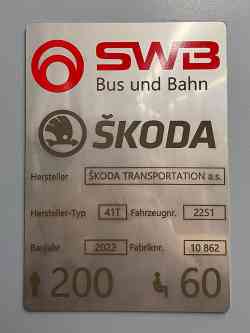 SWB
Bus und Bahn
ŠKODA
Hersteller ŠKODA TRANSPORTATION a.s.
Hersteller-Typ 41T Fahrzeugnr. 2251
Baujahr 2022 Fabriknr. 10 862
200 60